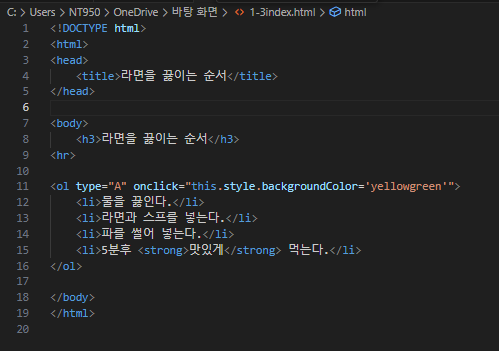 C: > Users > NT950 > OneDrive > 바탕 화면 > <> 1-3index.html > html
1 <!DOCTYPE html>
2 <html>
3 <head>
4 <title>라면을 끓이는 순서</title>
5 </head>
6
7 <body>
8 <h3>라면을 끓이는 순서</h3>
9 <hr>
10
11 <ol type="A" onclick="this.style.backgroundColor='yellowgreen'">
12 <li>물을 끓인다.</li>
13 <li>라면과 스프를 넣는다.</li>
14 <li>파를 썰어 넣는다.</li>
15 <li>5분후 <strong>맛있게</strong> 먹는다.</li>
16 </ol>
17
18 </body>
19 </html>
20